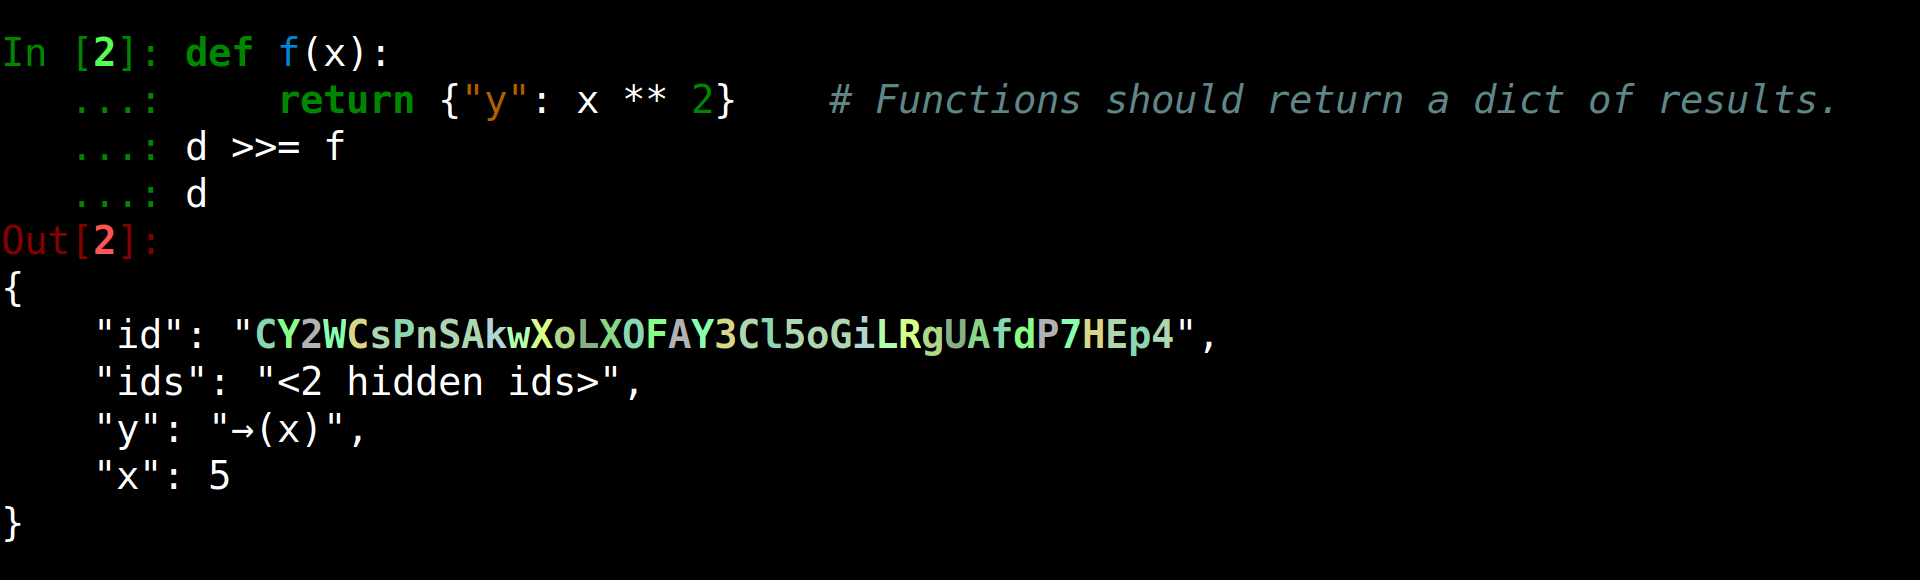 In [2]: def f(x):
   ...:     return {"y": x ** 2}    # Functions should return a dict of results.
   ...: d >>= f
   ...: d
Out[2]:
{
    "id": "CY2WCsPnSAkwXoLXOFAY3Cl5oGiLRgUAfdP7HEp4",
    "ids": "<2 hidden ids>",
    "y": "→(x)",
    "x": 5
}